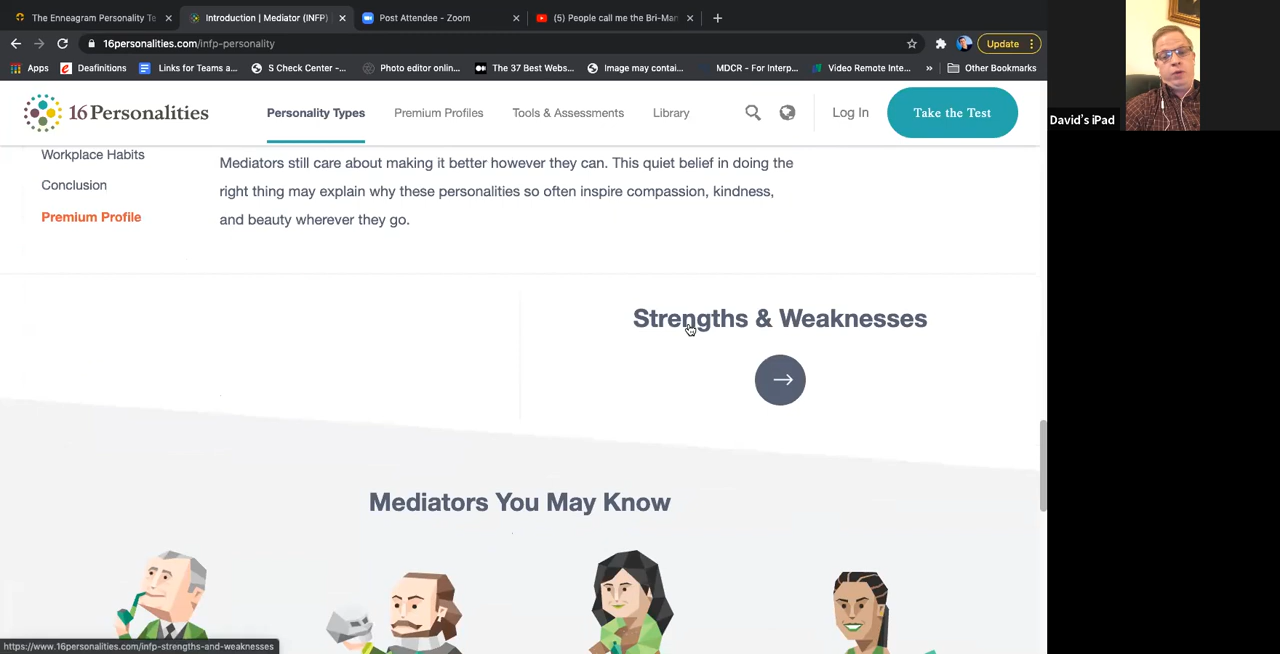 The Enneagram Personality Te
Introduction | Mediator (INFP)
Post Attendee - Zoom
(5) People call me the Bri-Man
16personalities.com/infp-personality
Update
Apps
Deafinitions
Links for Teams a...
S Check Center -...
Photo editor onlin...
The 37 Best Webs...
Image may contai...
MDCR - For Interp...
Video Remote Inte...
»
Other Bookmarks
16Personalities
Personality Types
Premium Profiles
Tools & Assessments
Library
Log In
Take the Test
David's iPad
Workplace Habits
Conclusion
Premium Profile
Mediators still care about making it better however they can. This quiet belief in doing the
right thing may explain why these personalities so often inspire compassion, kindness,
and beauty wherever they go.
Strengths & Weaknesses
Mediators You May Know
https://www.16personalities.com/infp-strengths-and-weaknesses